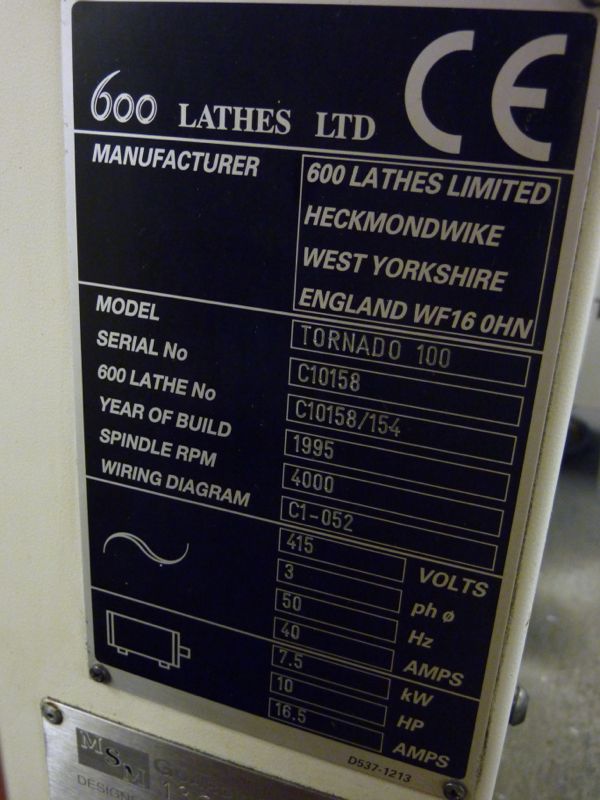 600 LATHES LTD CE
MANUFACTURER
600 LATHES LIMITED
HECKMONDWIKE
WEST YORKSHIRE
ENGLAND WF16 0HN
MODEL TORNADO 100
SERIAL No C10158
600 LATHE No C10158/154
YEAR OF BUILD 1995
SPINDLE RPM 4000
WIRING DIAGRAM C1-052
415 VOLTS
3 ph ø
50 Hz
40 AMPS
7.5 kW
10 HP
16.5 AMPS
D537-1213
MSM